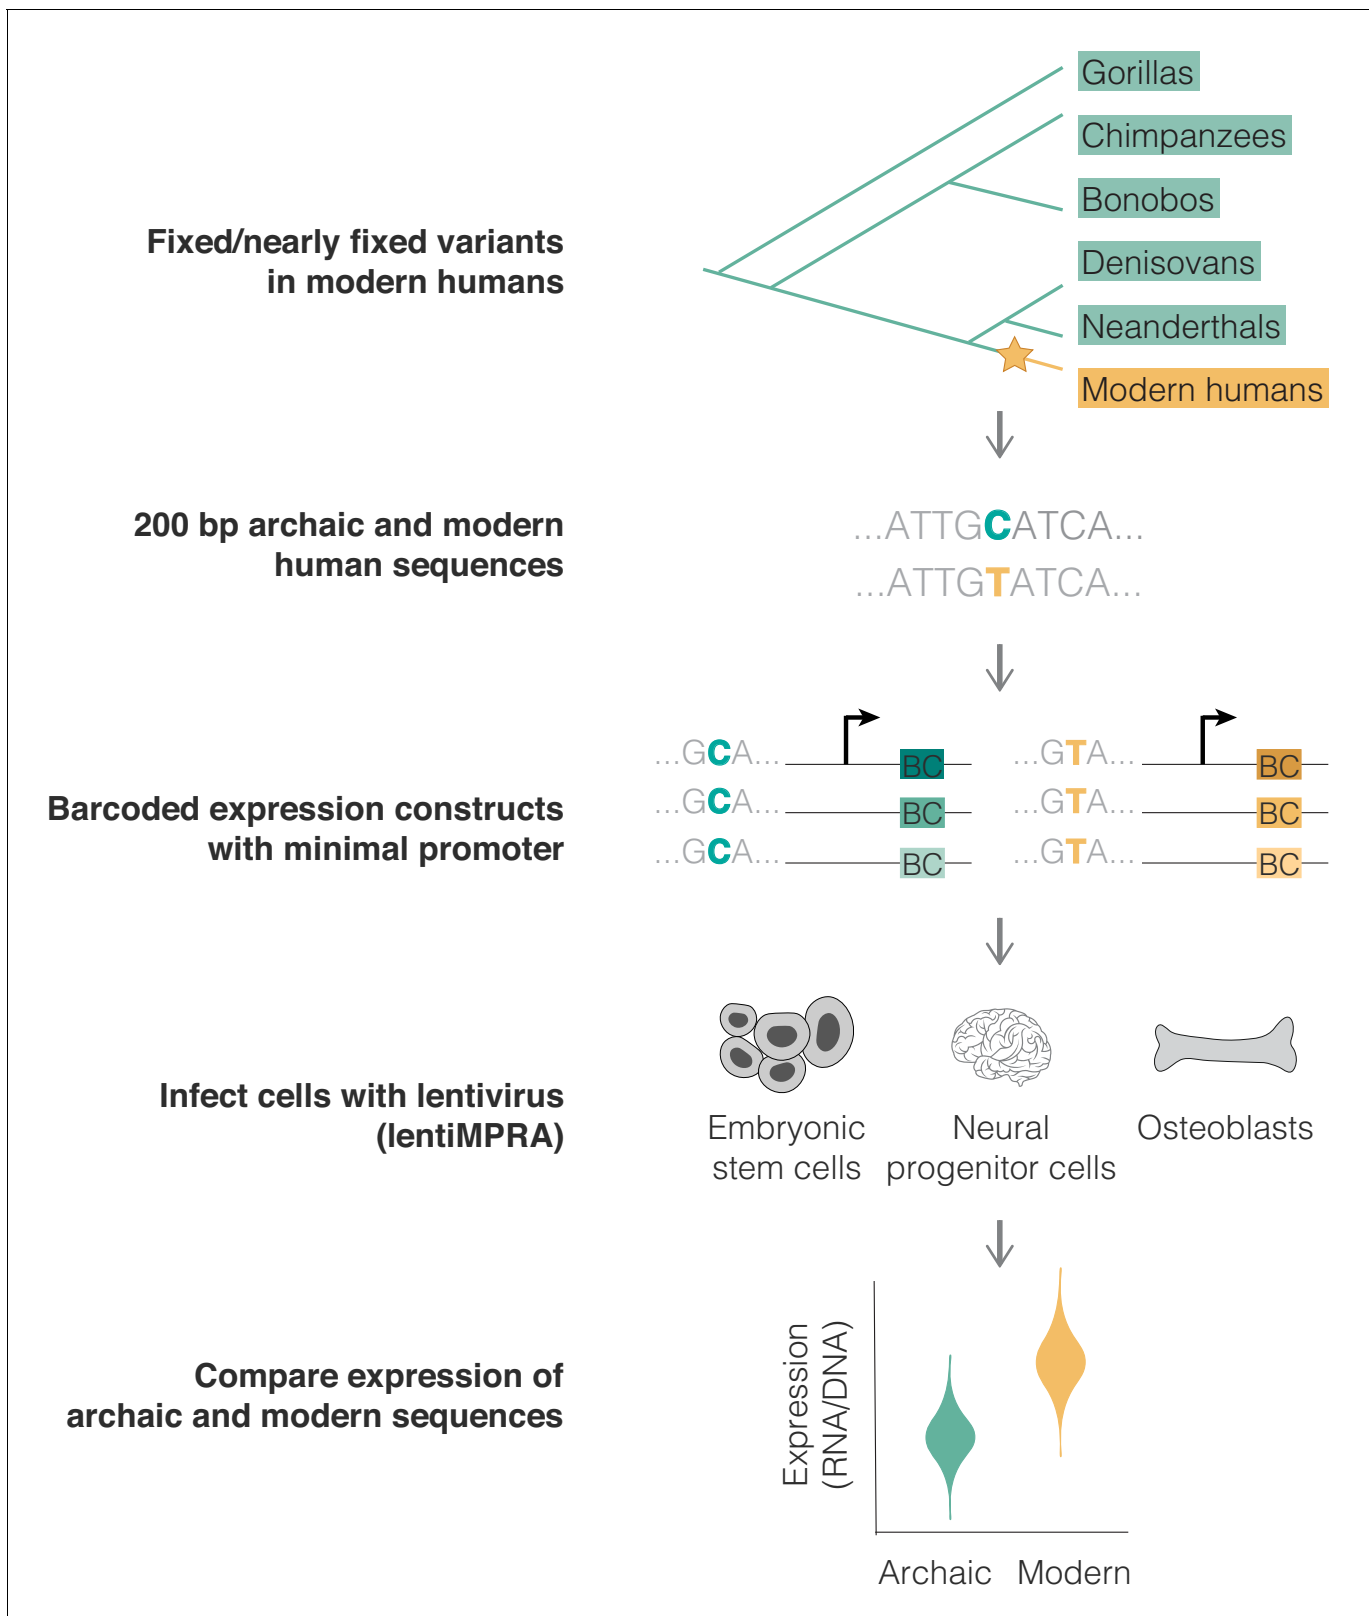 Gorillas
Chimpanzees
Bonobos
Denisovans
Neanderthals
Modern humans
Fixed/nearly fixed variants
in modern humans
200 bp archaic and modern
human sequences
...ATTGCATCA...
...ATTGTATCA...
Barcoded expression constructs
with minimal promoter
...GCA... BC ...GTA... BC
...GCA... BC ...GTA... BC
...GCA... BC ...GTA... BC
Infect cells with lentivirus
(lentiMPRA)
Embryonic
stem cells
Neural
progenitor cells
Osteoblasts
Compare expression of
archaic and modern sequences
Expression
(RNA/DNA)
Archaic Modern